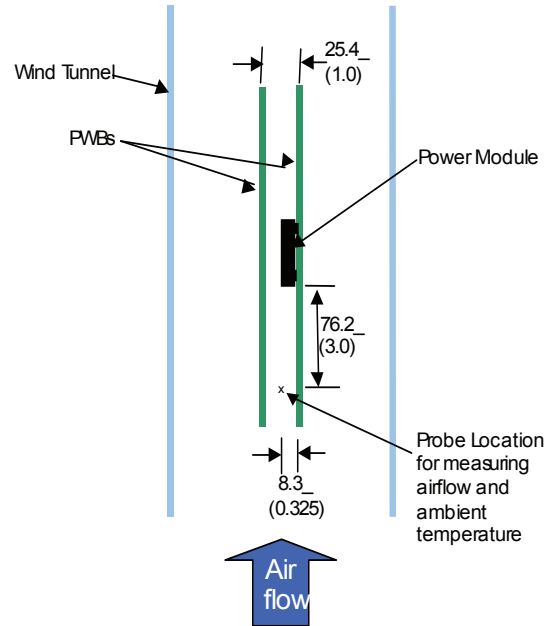 25.4_
(1.0)
Wind Tunnel
PWBs
Power Module
76.2_
(3.0)
x
Probe Location
for measuring
airflow and
ambient
temperature
8.3_
(0.325)
Air
flow